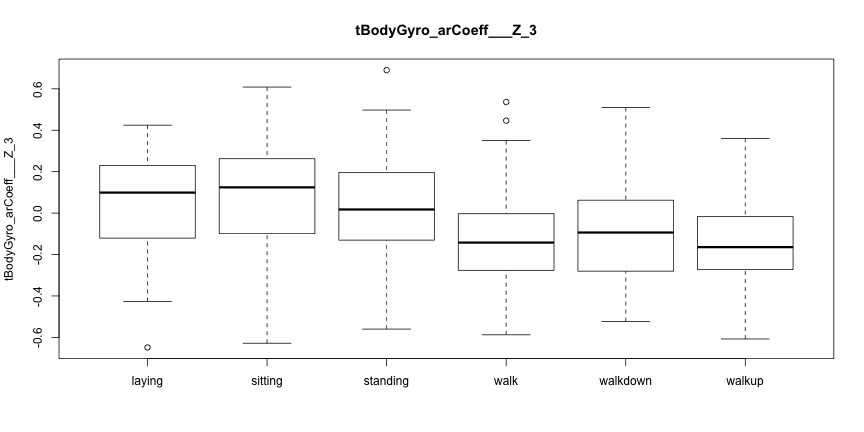 tBodyGyro_arCoeff___Z_3
tBodyGyro_arCoeff___Z_3
0.6
0.4
0.2
0.0
-0.2
-0.4
-0.6
laying sitting standing walk walkdown walkup